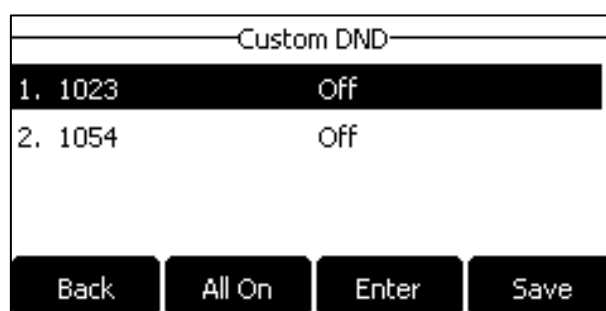 Custom DND
1. 1023 Off
2. 1054 Off
Back All On Enter Save